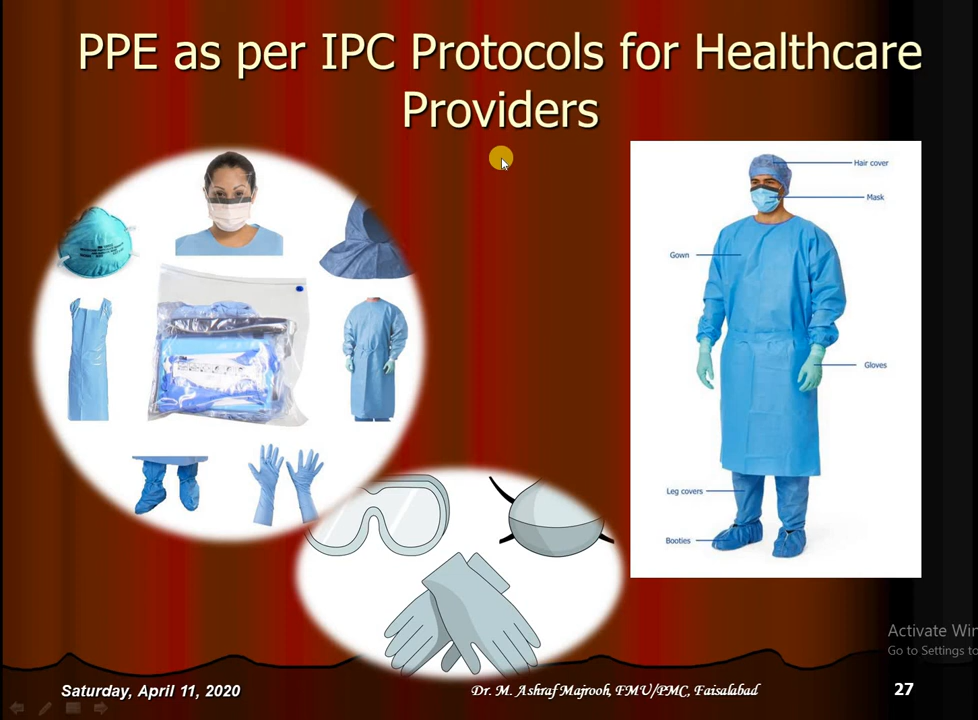 PPE as per IPC Protocols for Healthcare
Providers
Hair cover
Mask
Gown
Gloves
Leg covers
Booties
Activate Win
Go to Settings to
Saturday, April 11, 2020
Dr. M. Ashraf Majrooh, FMU/PMC, Faisalabad
27